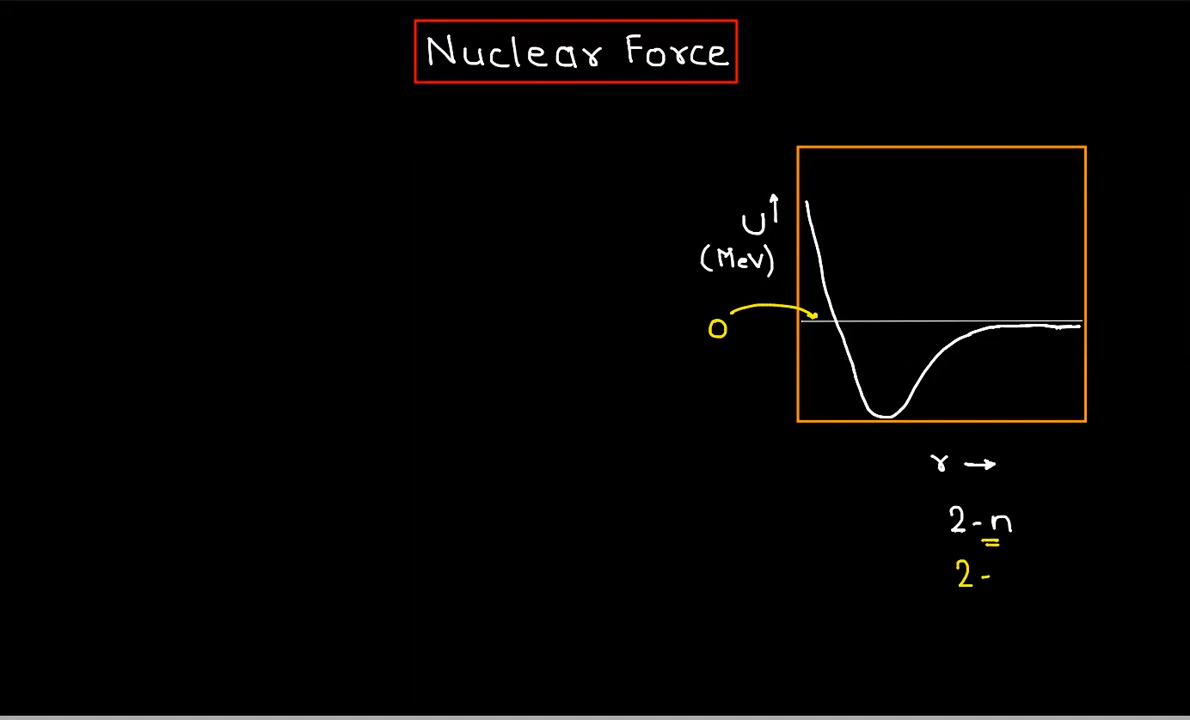 Nuclear Force
U↑
(MeV)
0
r →
2-n
2-